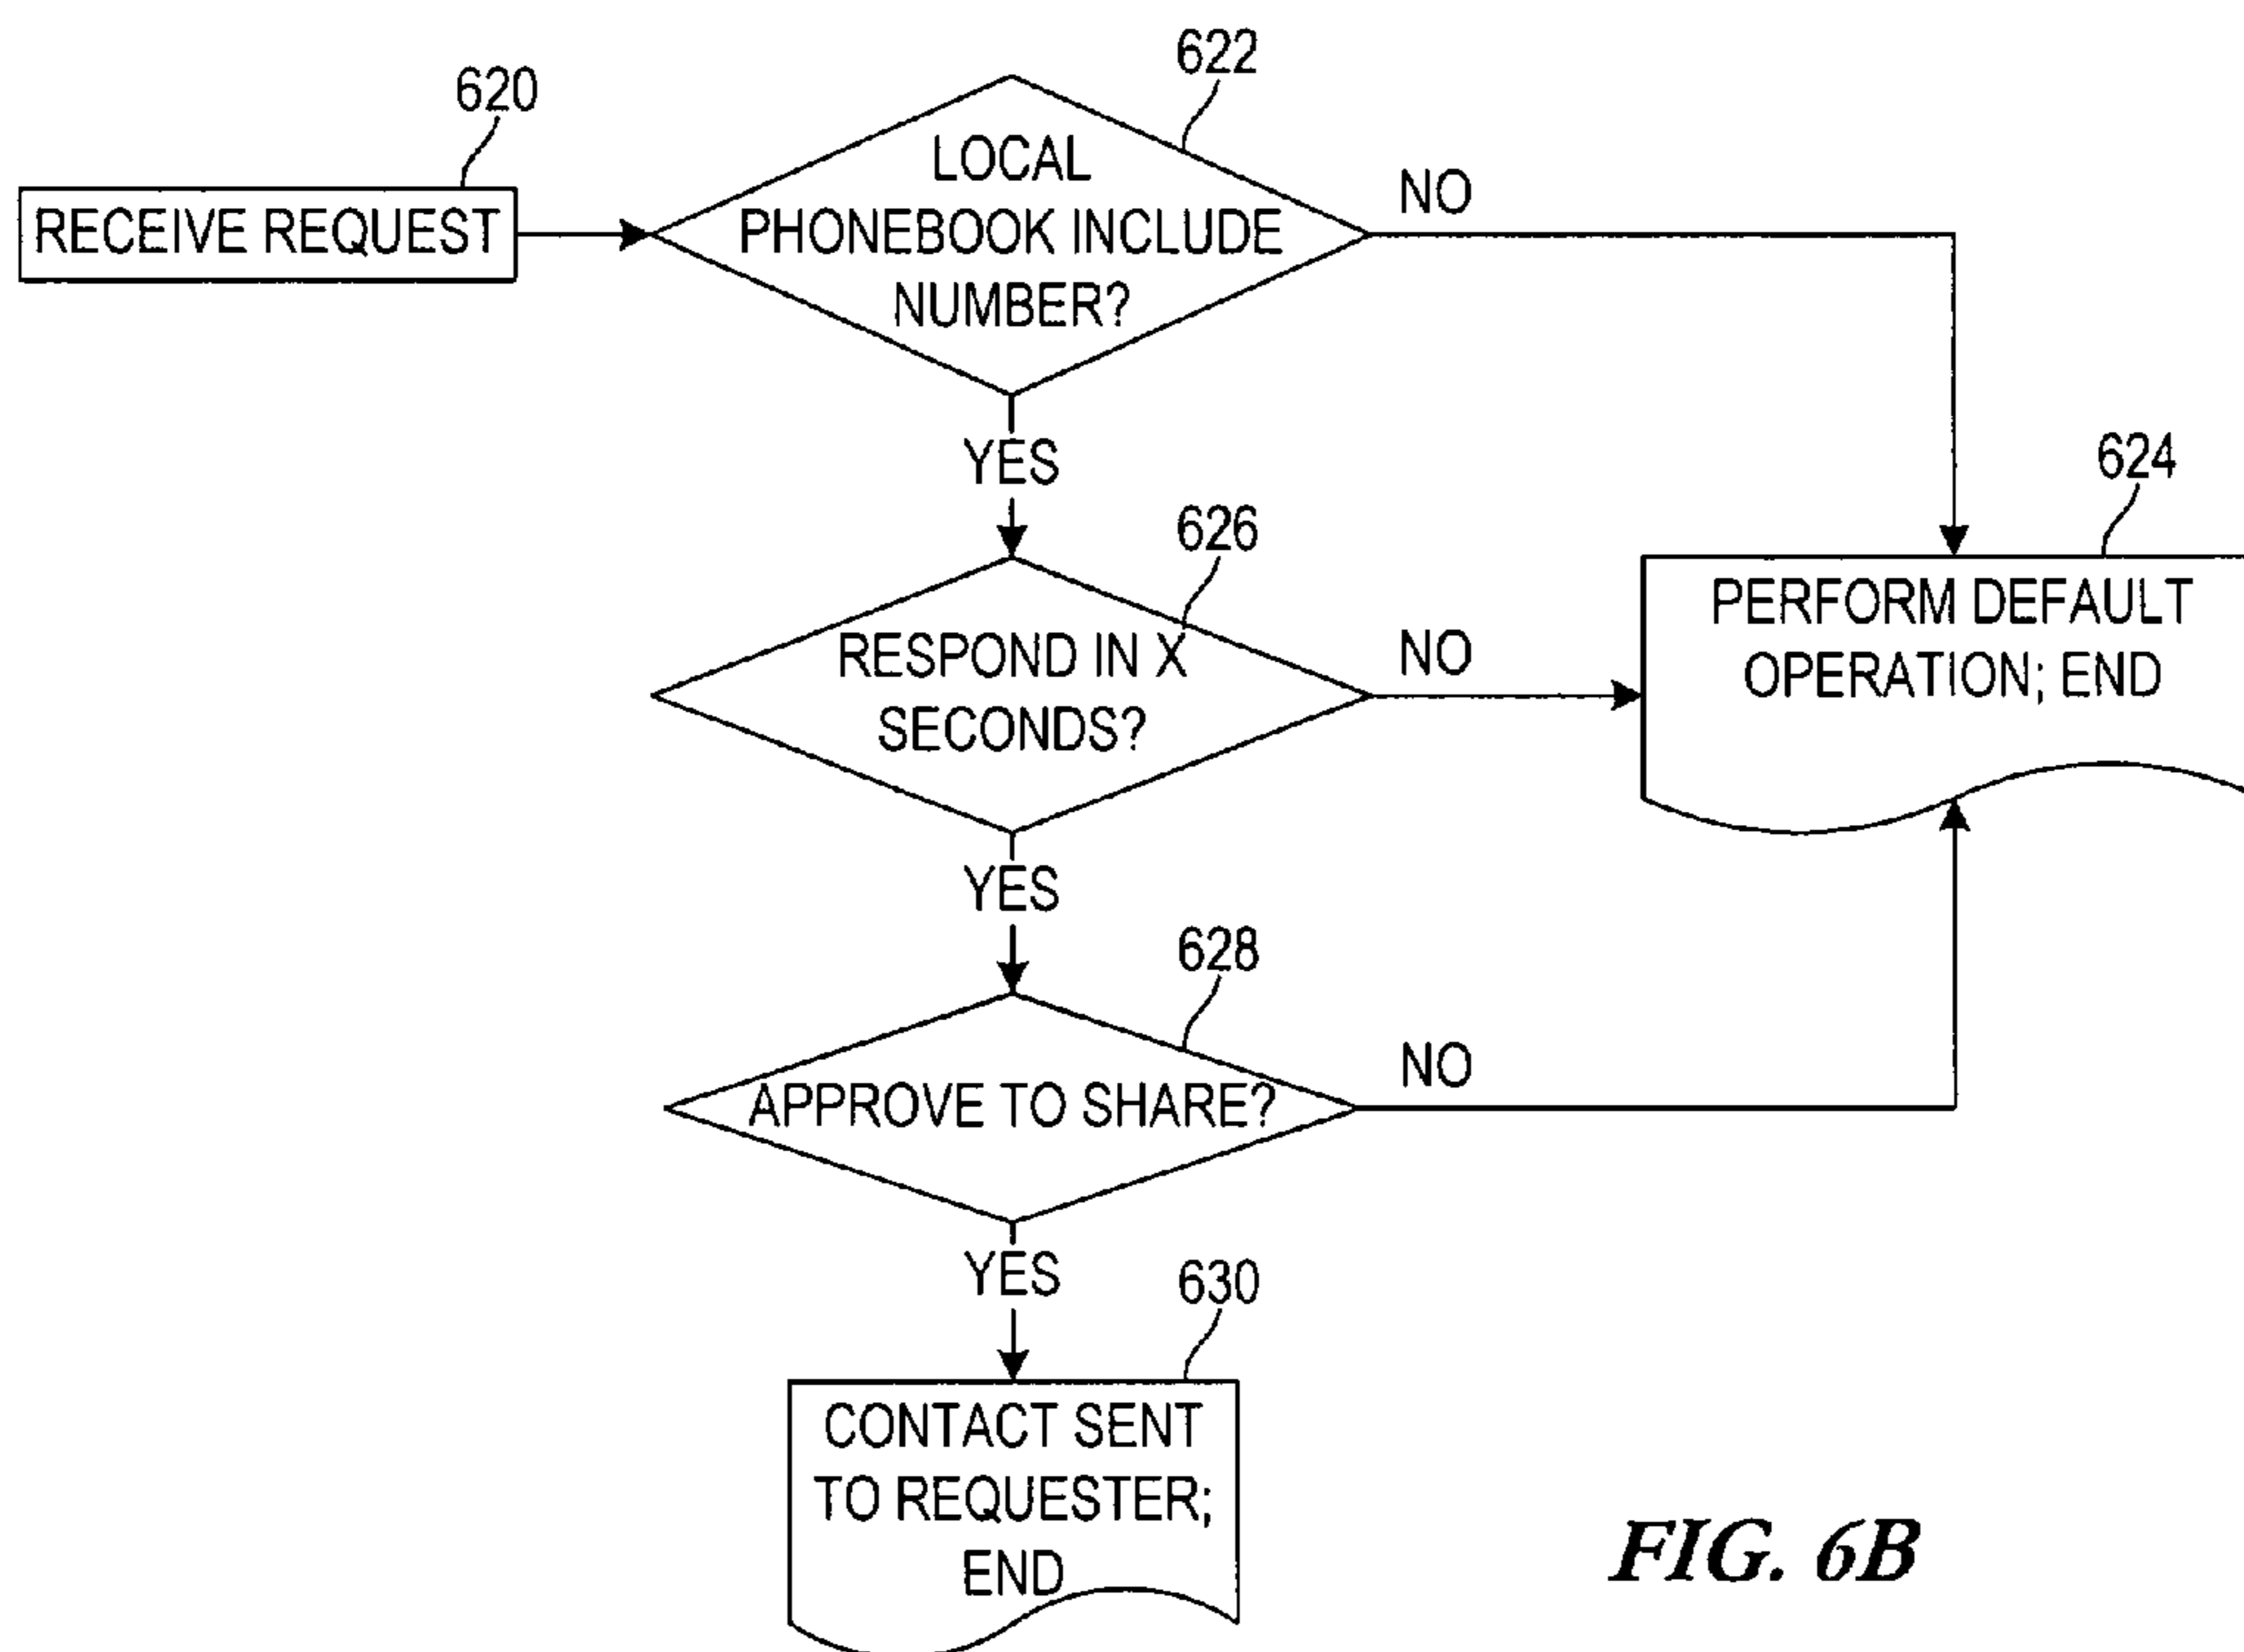 620
RECEIVE REQUEST
622
LOCAL
PHONEBOOK INCLUDE
NUMBER?
NO
YES
626
RESPOND IN X
SECONDS?
NO
624
PERFORM DEFAULT
OPERATION; END
YES
628
APPROVE TO SHARE?
NO
YES
630
CONTACT SENT
TO REQUESTER;
END
FIG. 6B